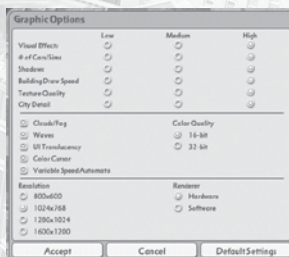 Graphic Options
Low Medium High
Visual Effects
# of Cars/Sims
Shadows
Building Draw Speed
Texture Quality
City Detail
Clouds/Fog
Waves
UI Translucency
Color Cursor
Variable Speed Automata
Color Quality
16-bit
32-bit
Resolution
800x600
1024x768
1280x1024
1600x1200
Renderer
Hardware
Software
Accept Cancel Default Settings